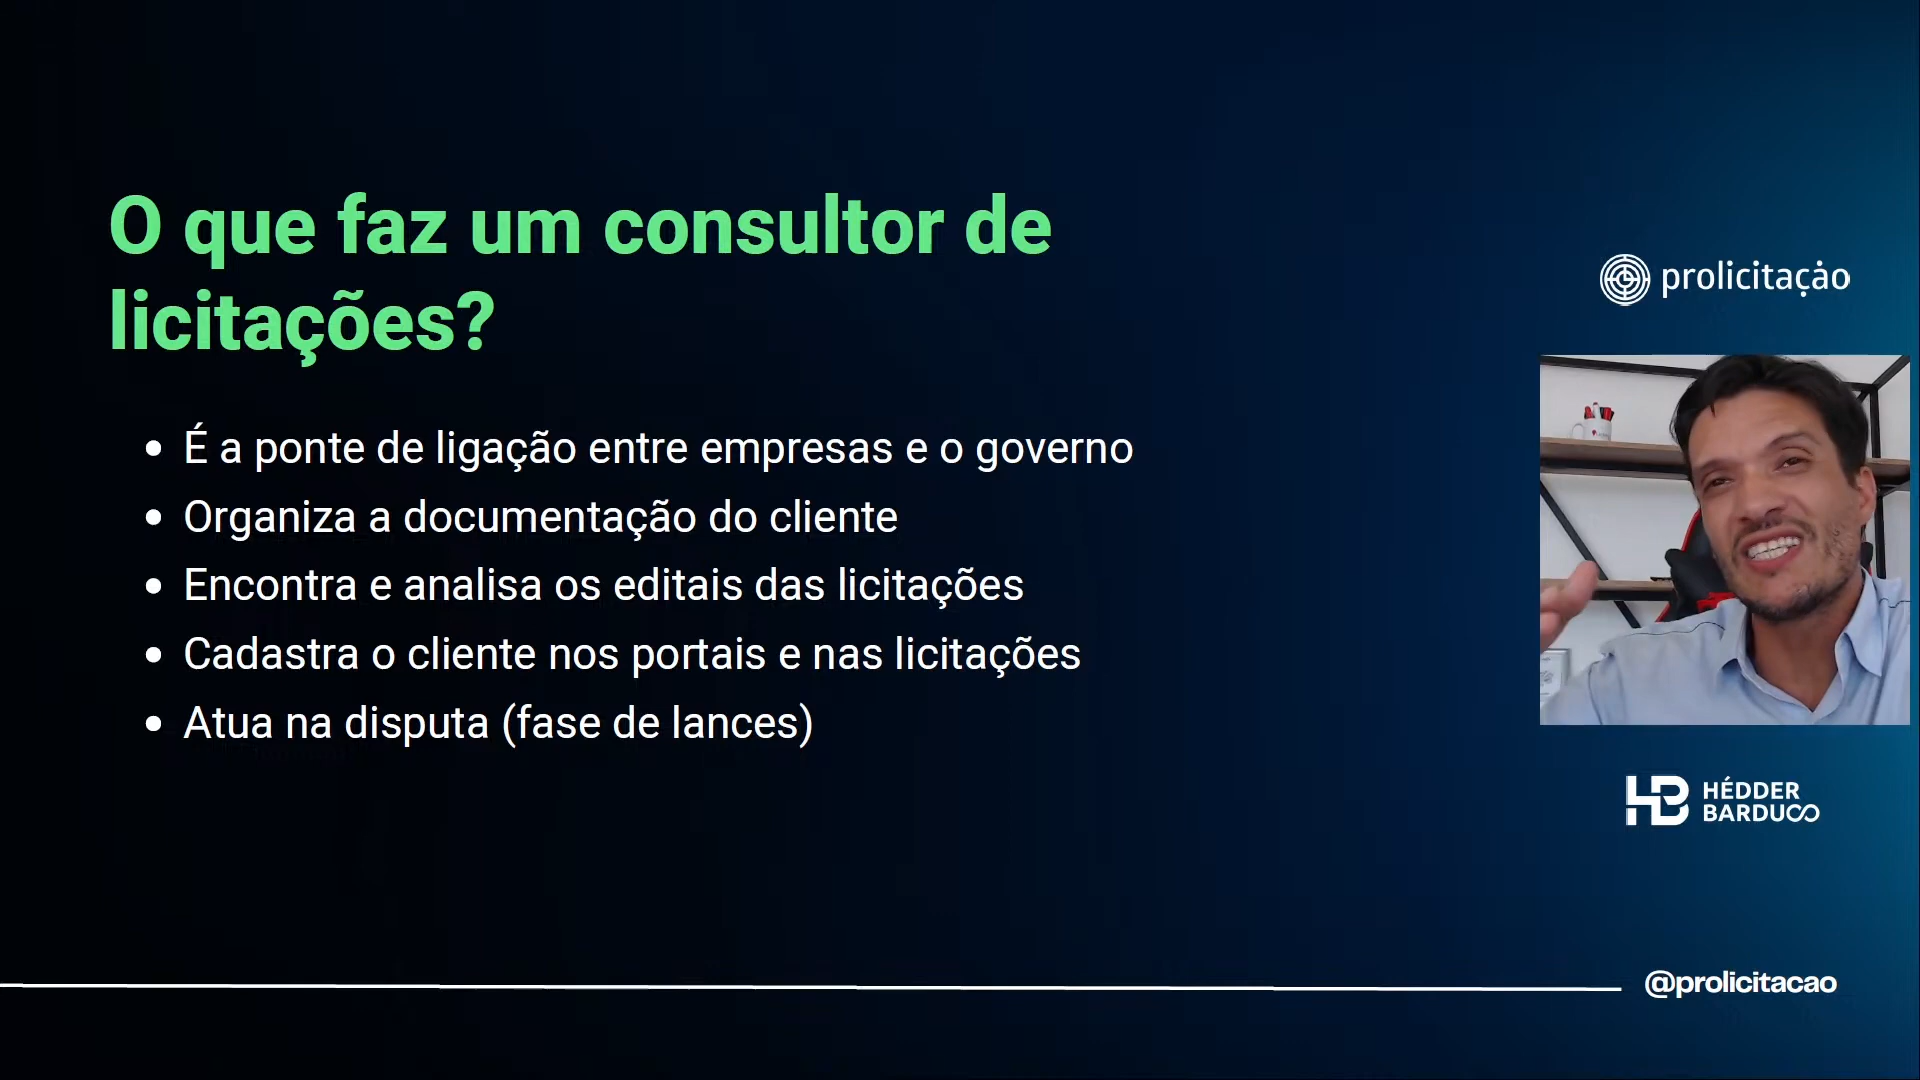 O que faz um consultor de
licitações?
É a ponte de ligação entre empresas e o governo
Organiza a documentação do cliente
Encontra e analisa os editais das licitações
Cadastra o cliente nos portais e nas licitações
Atua na disputa (fase de lances)
prolicitação
HB HÉDDER
BARDUCO
@prolicitacao